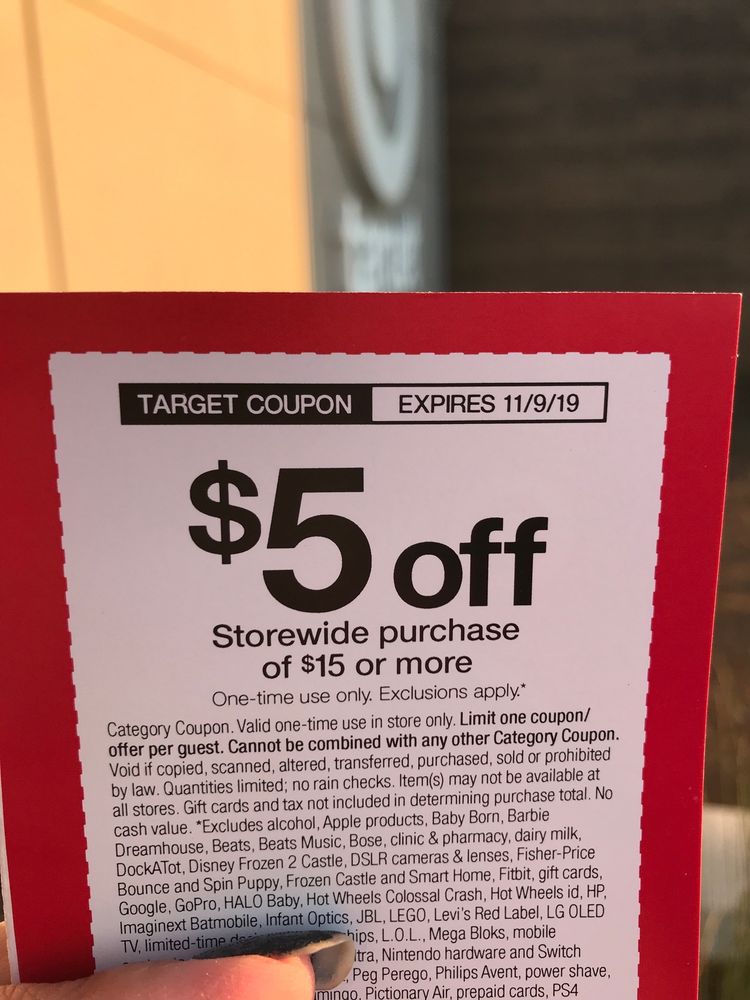 TARGET COUPON EXPIRES 11/9/19
$5 off
Storewide purchase
of $15 or more
One-time use only. Exclusions apply.*
Category Coupon. Valid one-time use in store only. Limit one coupon/
offer per guest. Cannot be combined with any other Category Coupon.
Void if copied, scanned, altered, transferred, purchased, sold or prohibited
by law. Quantities limited; no rain checks. Item(s) may not be available at
all stores. Gift cards and tax not included in determining purchase total. No
cash value. *Excludes alcohol, Apple products, Baby Born, Barbie
Dreamhouse, Beats, Beats Music, Bose, clinic & pharmacy, dairy milk,
DockATot, Disney Frozen 2 Castle, DSLR cameras & lenses, Fisher-Price
Bounce and Spin Puppy, Frozen Castle and Smart Home, Fitbit, gift cards,
Google, GoPro, HALO Baby, Hot Wheels Colossal Crash, Hot Wheels id, HP,
Imaginext Batmobile, Infant Optics, JBL, LEGO, Levi's Red Label, LG OLED
TV, limited-time L.O.L., Mega Bloks, mobile
Nintendo hardware and Switch
Peg Perego, Philips Avent, power shave,
Pictionary Air, prepaid cards, PS4